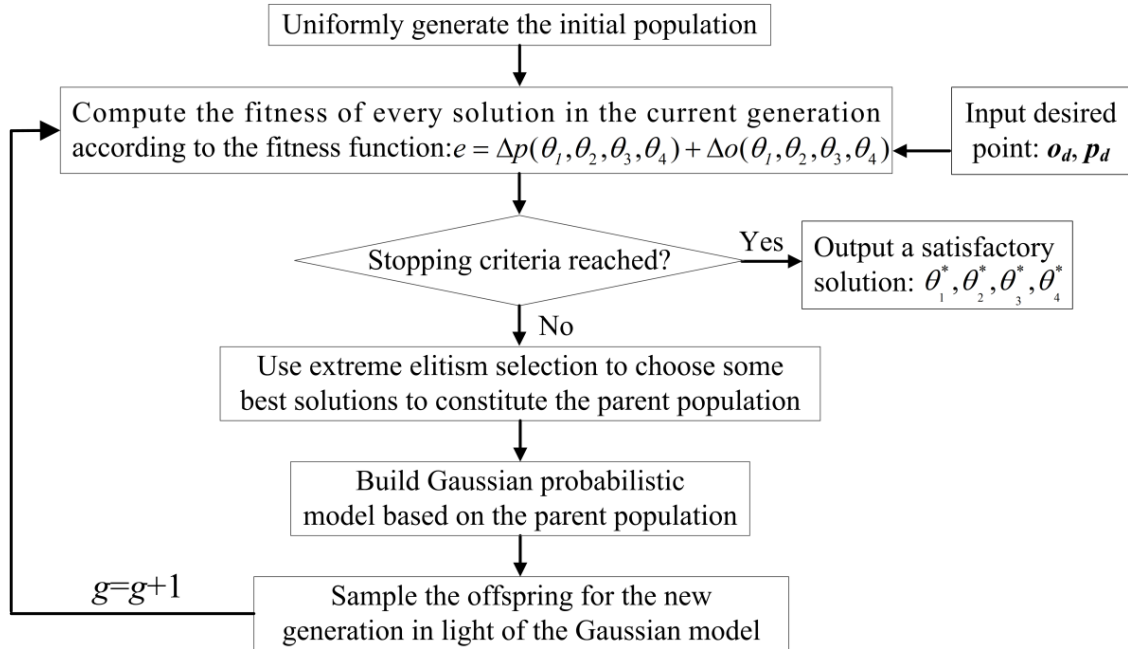 Uniformly generate the initial population
Compute the fitness of every solution in the current generation
according to the fitness function: e = Δp(θ₁,θ₂,θ₃,θ₄) + Δo(θ₁,θ₂,θ₃,θ₄)
Input desired
point: o_d, p_d
Stopping criteria reached?
Yes
Output a satisfactory
solution: θ₁*,θ₂*,θ₃*,θ₄*
No
Use extreme elitism selection to choose some
best solutions to constitute the parent population
Build Gaussian probabilistic
model based on the parent population
g=g+1
Sample the offspring for the new
generation in light of the Gaussian model